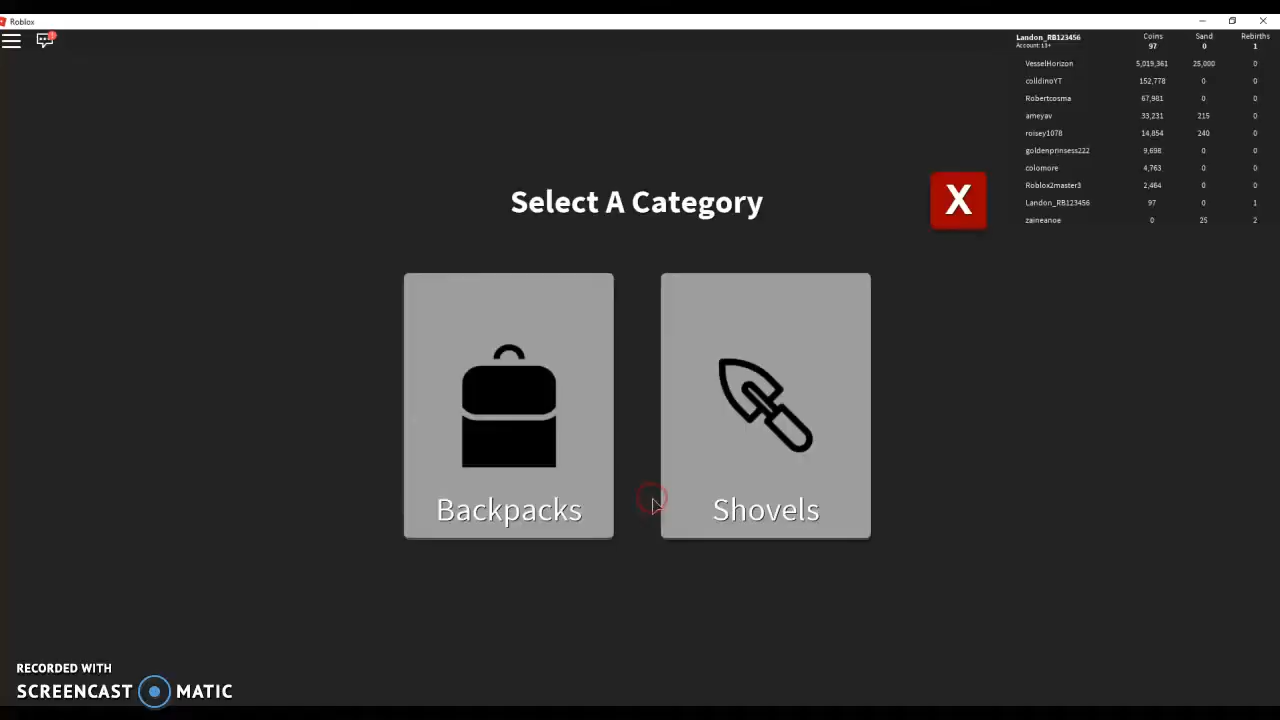 Roblox
Landon_RB123456 Coins Sand Rebirths
Account: 13+ 97 0 1
VesselHorizon 5,019,361 25,000 0
colldinoYT 152,778 0 0
Robertcosma 67,981 0 0
ameyav 33,231 215 0
roisey1078 14,854 240 0
goldenprinsess222 9,698 0 0
colomore 4,763 0 0
Roblox2master3 2,464 0 0
Landon_RB123456 97 0 1
zaineanoe 0 25 2
Select A Category
X
Backpacks
Shovels
RECORDED WITH
SCREENCAST MATIC